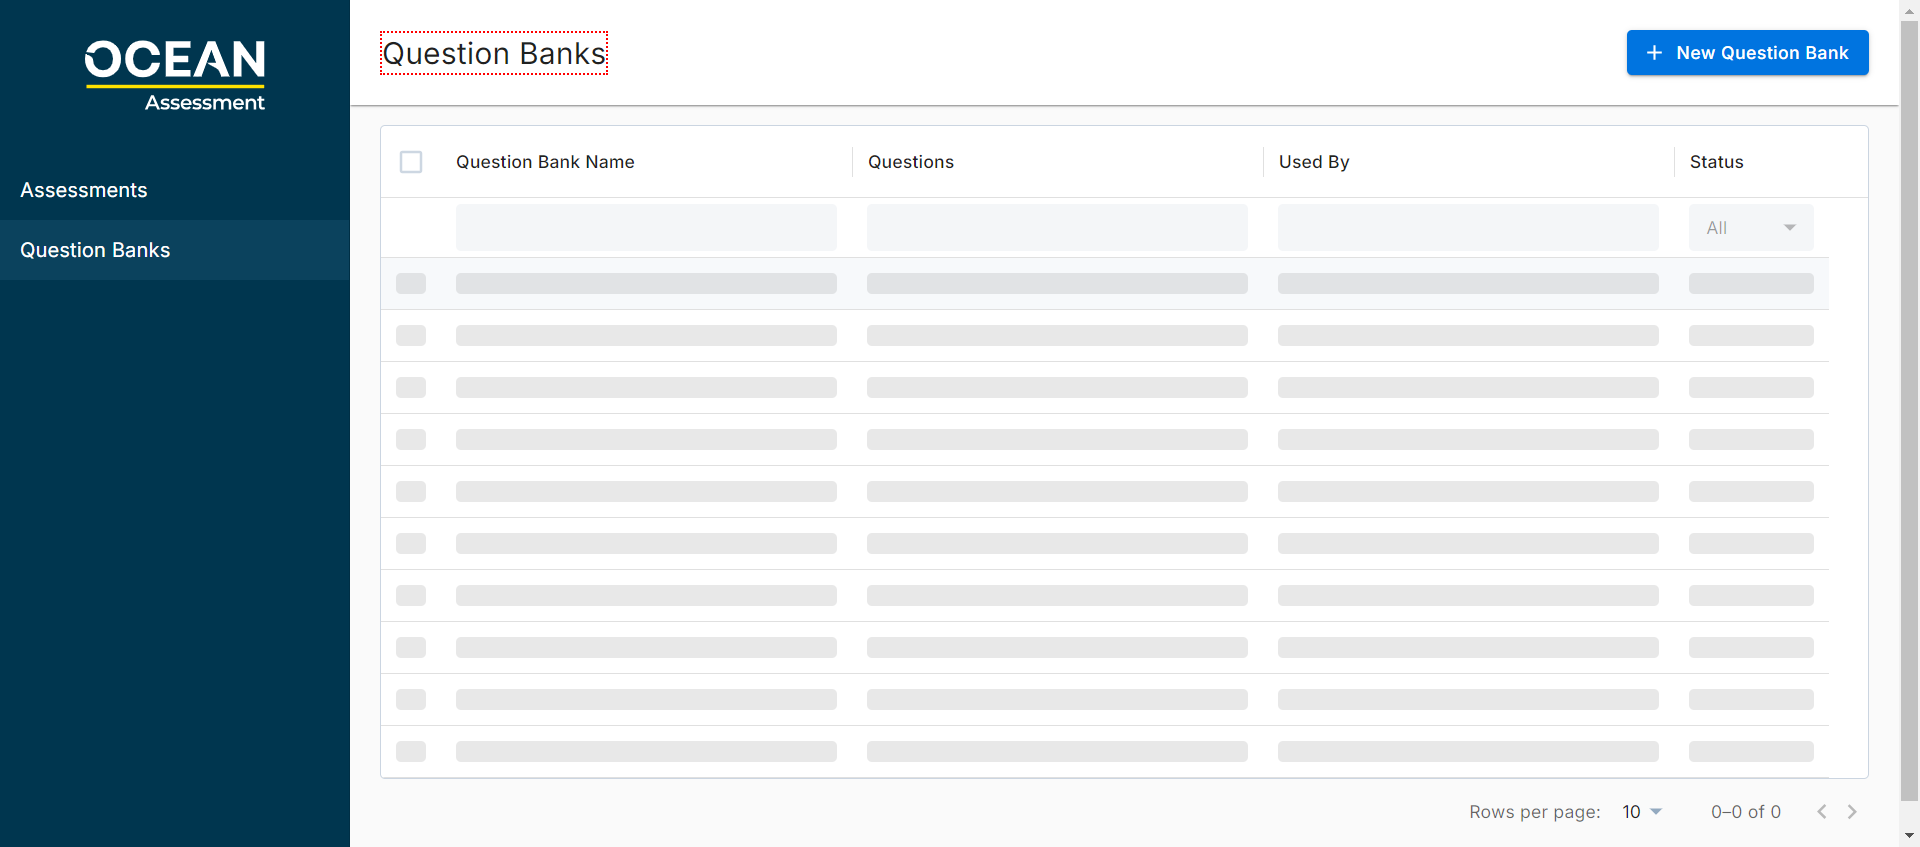 OCEAN
Assessment
Assessments
Question Banks
Question Banks
New Question Bank
Question Bank Name
Questions
Used By
Status
All
Rows per page: 10 0–0 of 0